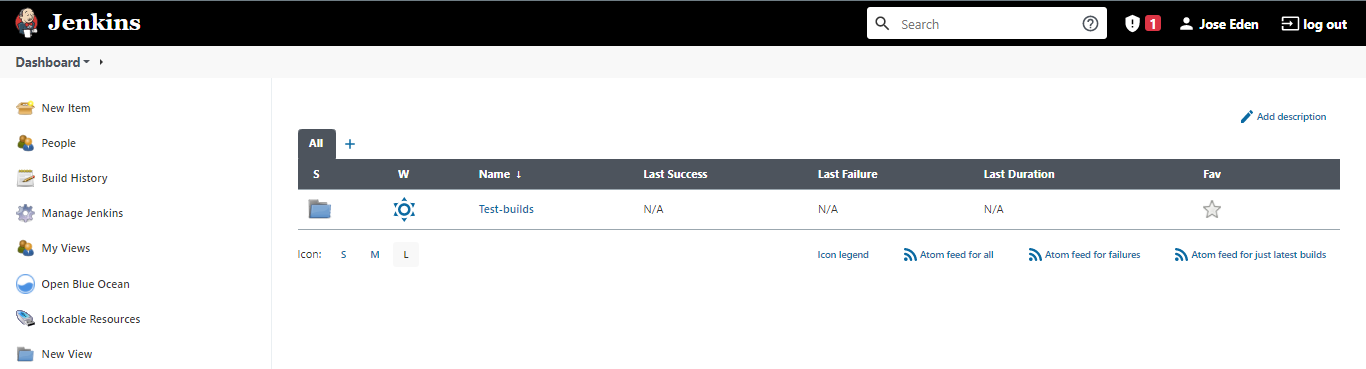 Jenkins Search 1 Jose Eden log out
Dashboard
New Item
People
Build History
Manage Jenkins
My Views
Open Blue Ocean
Lockable Resources
New View
Add description
All +
S W Name ↓ Last Success Last Failure Last Duration Fav
Test-builds N/A N/A N/A
Icon: S M L Icon legend Atom feed for all Atom feed for failures Atom feed for just latest builds